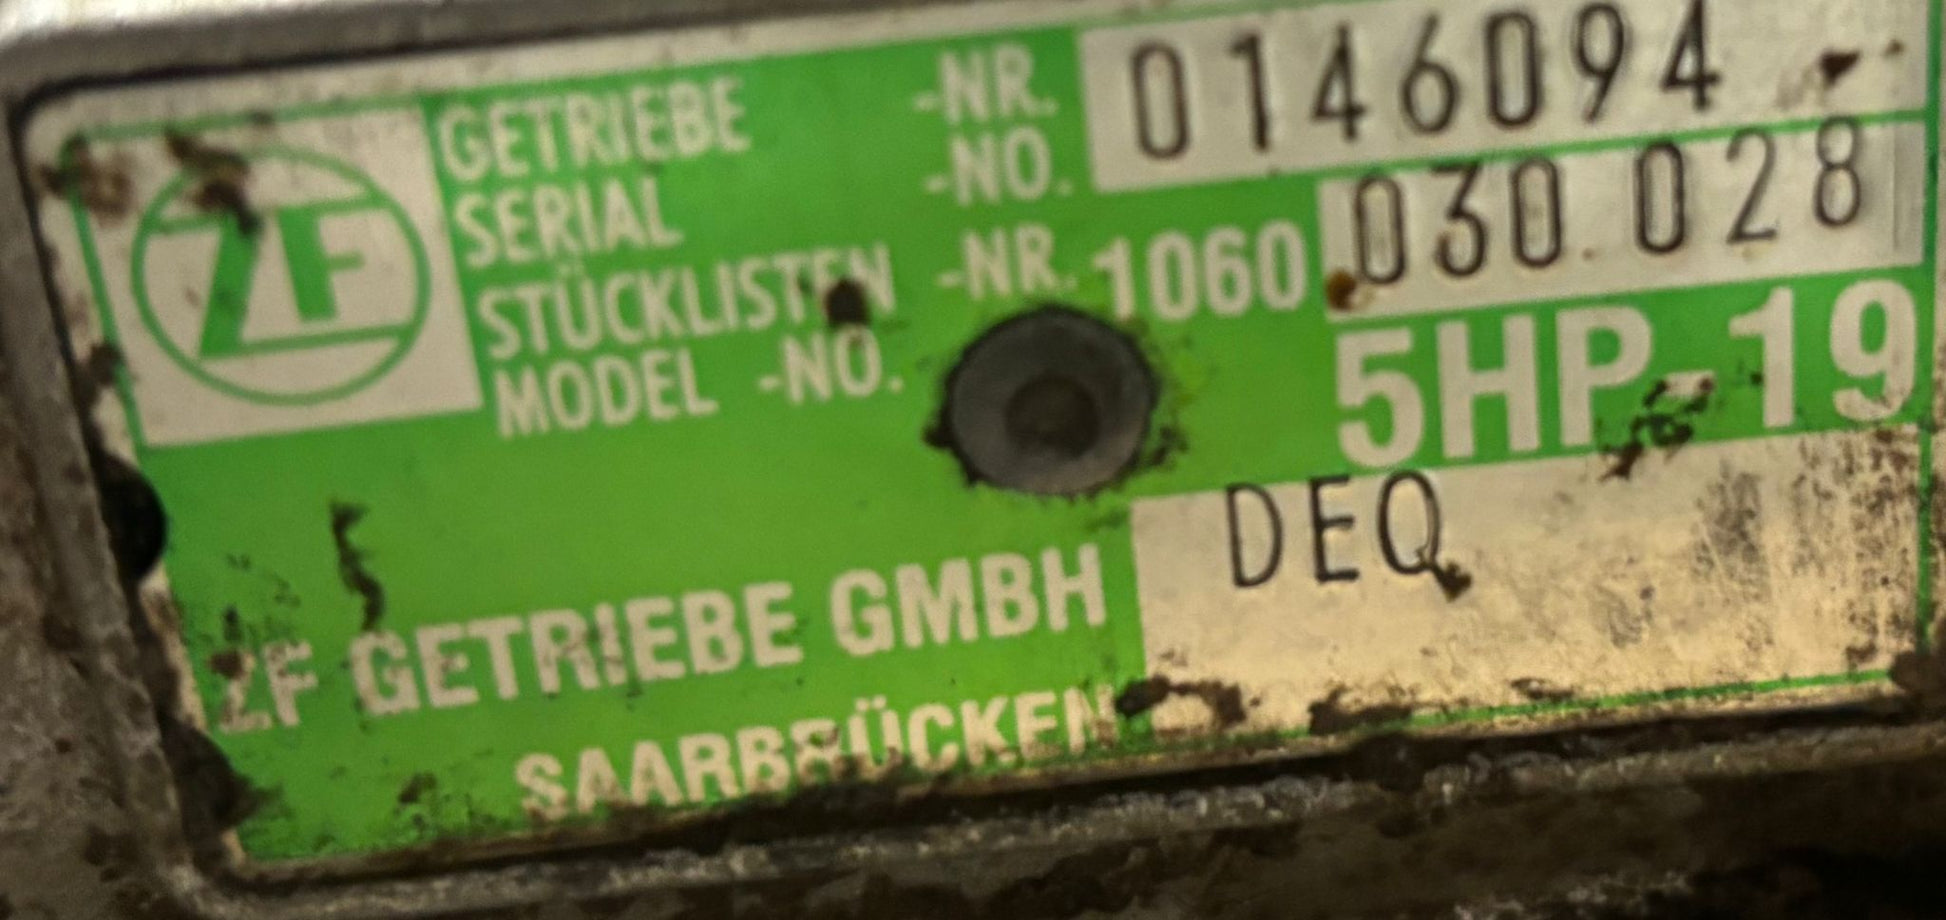 ZF
GETRIEBE -NR. 0146094
SERIAL -NO.
STÜCKLISTEN -NR. 1060 030 028
MODEL -NO.
5HP-19
DEQ
ZF GETRIEBE GMBH
SAARBRÜCKEN